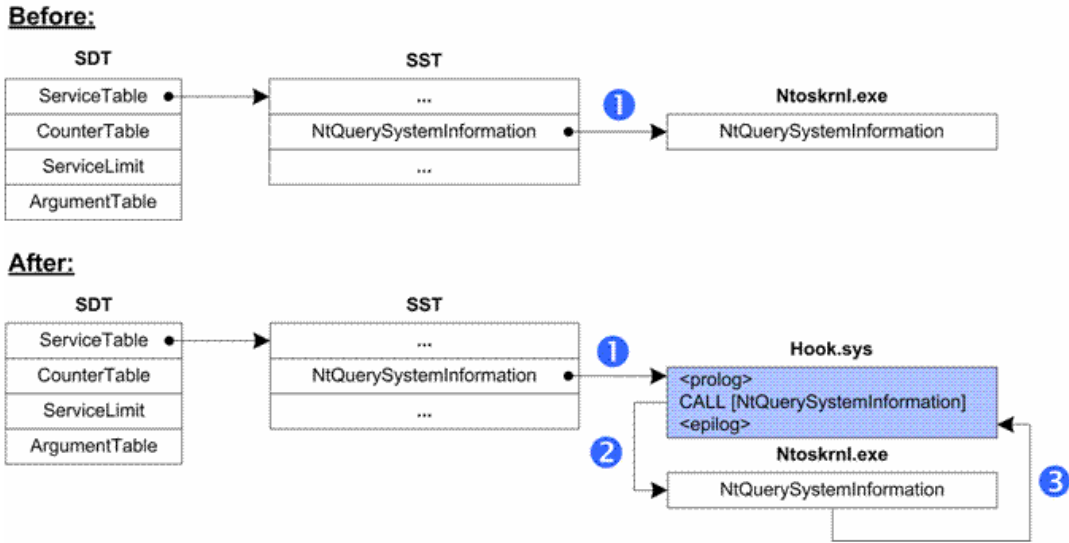 Before:
SDT
SST
ServiceTable
...
Ntoskrnl.exe
1
CounterTable
NtQuerySystemInformation
NtQuerySystemInformation
ServiceLimit
...
ArgumentTable
After:
SDT
SST
ServiceTable
...
1
Hook.sys
CounterTable
NtQuerySystemInformation
<prolog>
CALL [NtQuerySystemInformation]
<epilog>
ServiceLimit
...
ArgumentTable
2
Ntoskrnl.exe
NtQuerySystemInformation
3